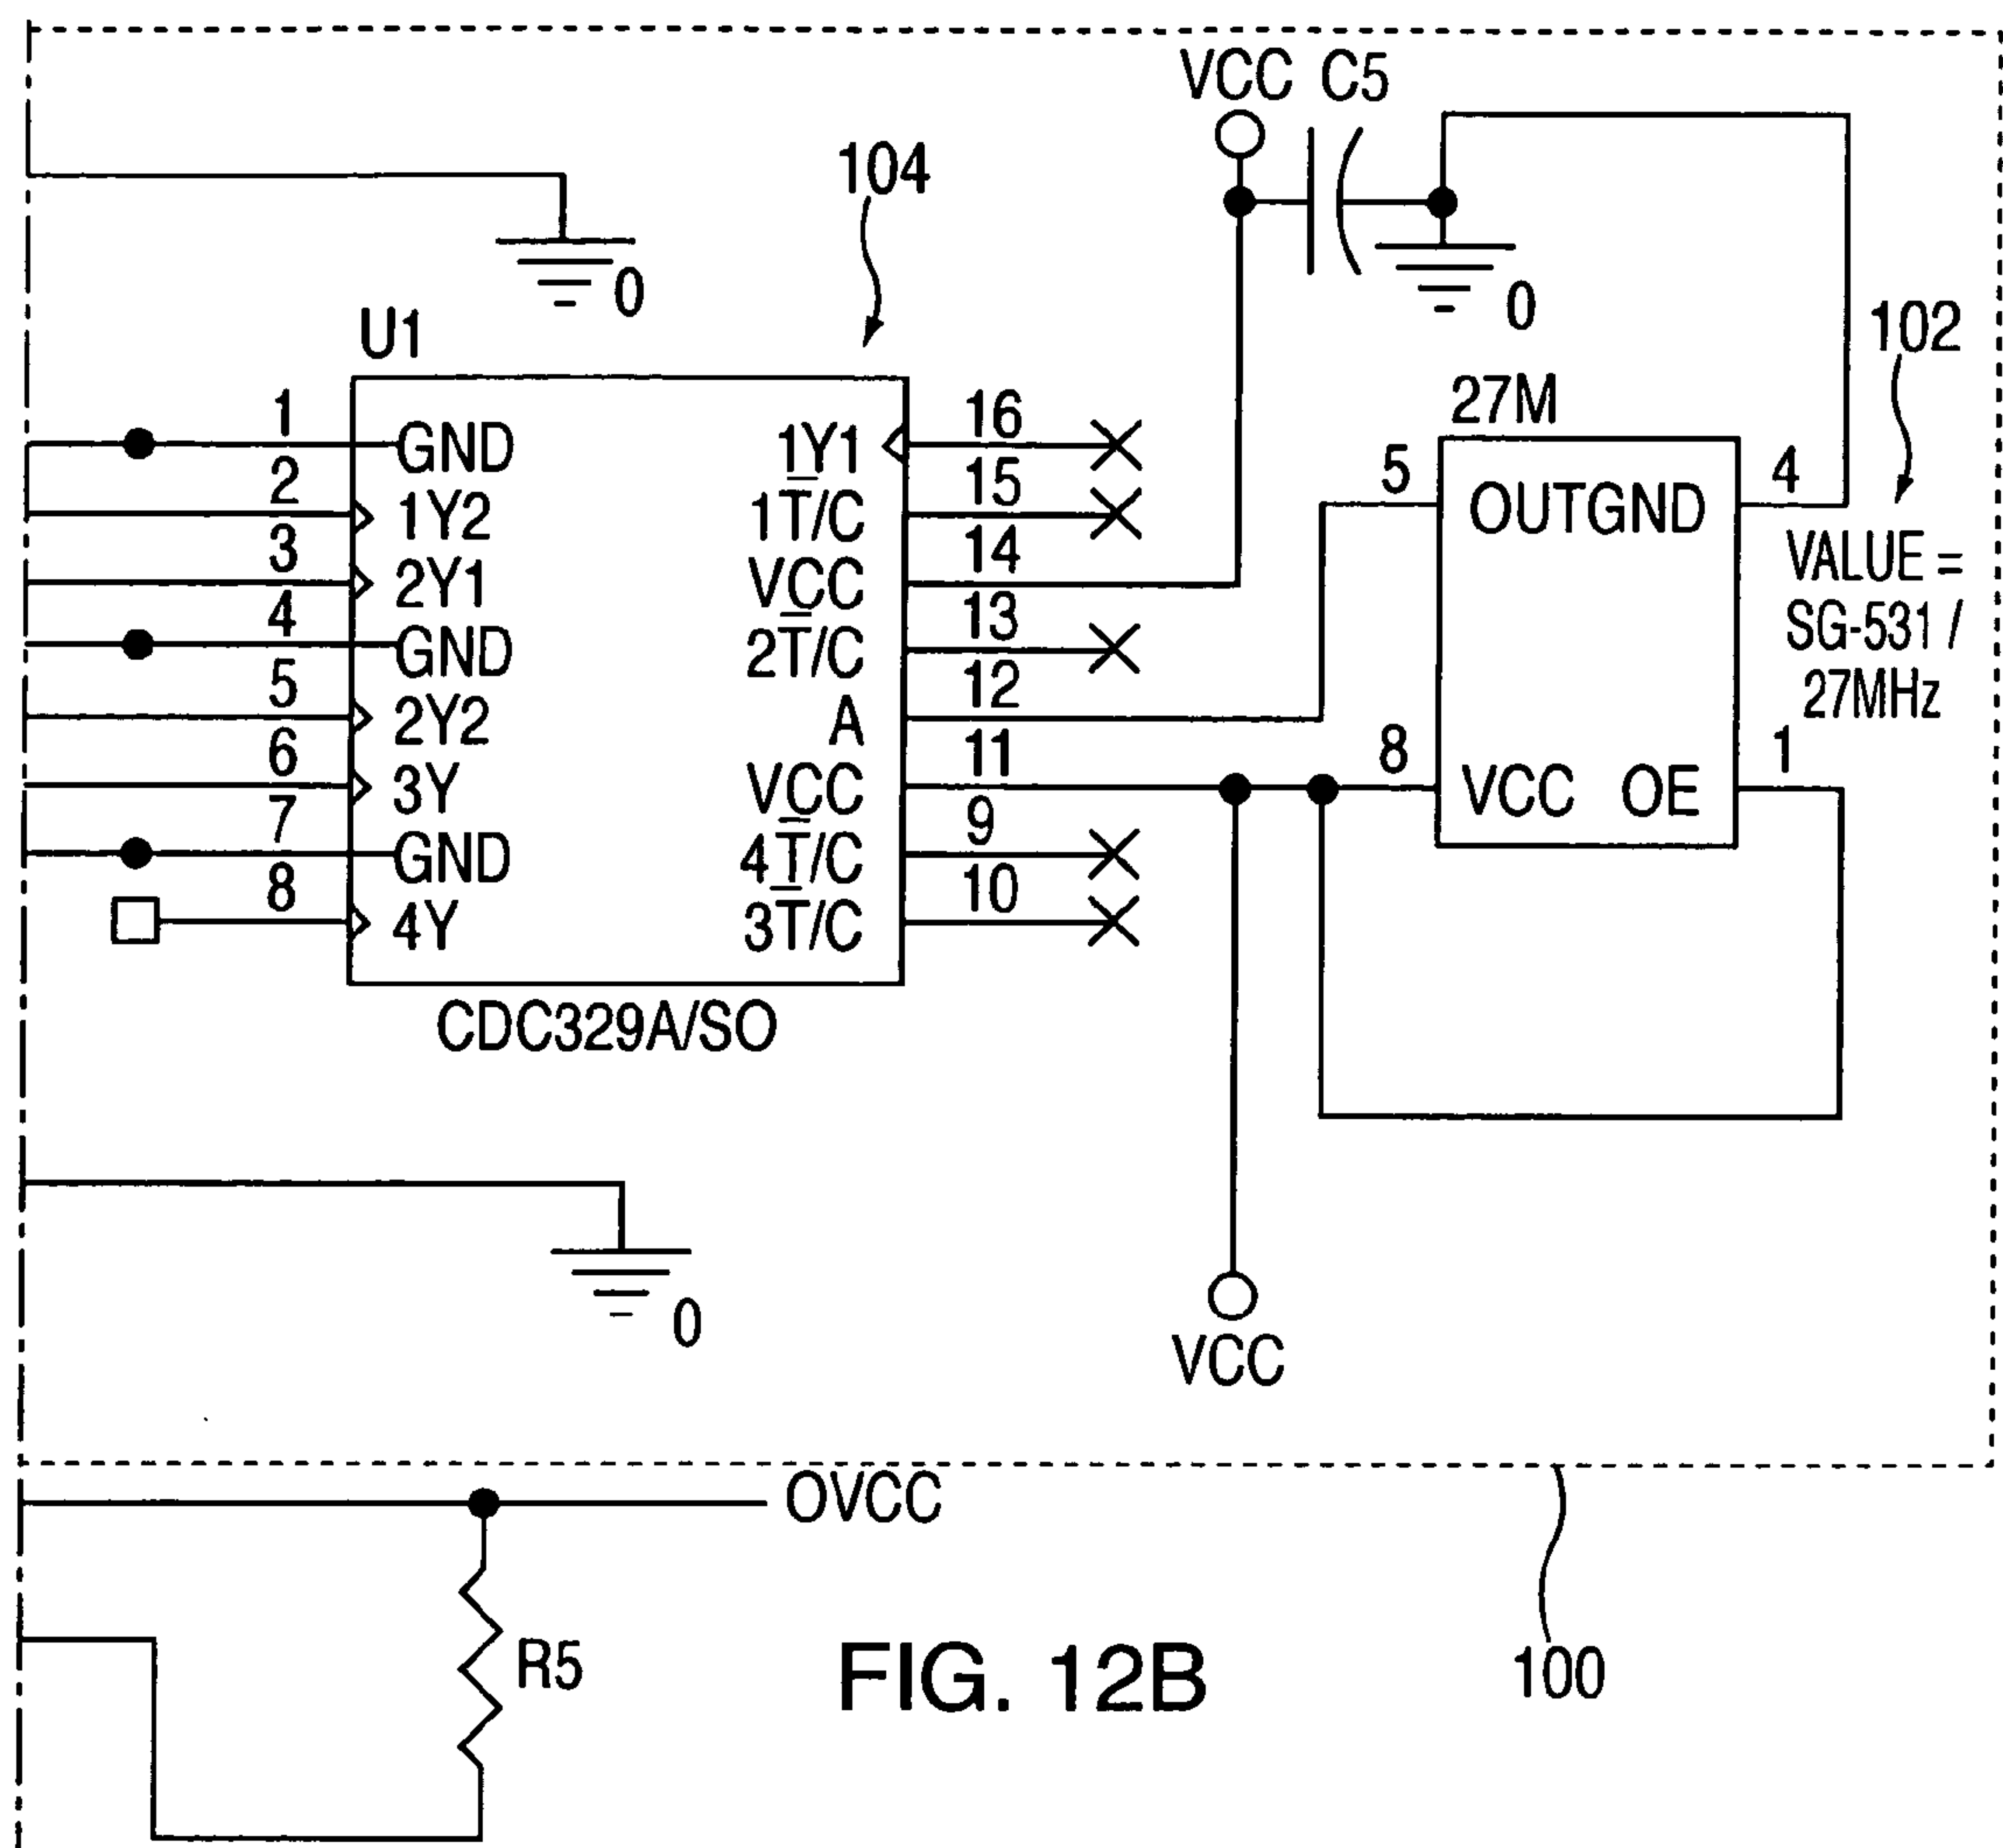 VCC C5
104
0
0
102
U1
27M
1 GND
2 1Y2
3 2Y1
4 GND
5 2Y2
6 3Y
7 GND
8 4Y
1Y1 16
1T̅/C 15
VCC 14
2T̅/C 13
A 12
VCC 11
4T̅/C 9
3T̅/C 10
CDC329A/SO
5 OUTGND 4
8 VCC OE 1
VALUE =
SG-531 /
27MHz
0
VCC
OVCC
R5
FIG. 12B
100